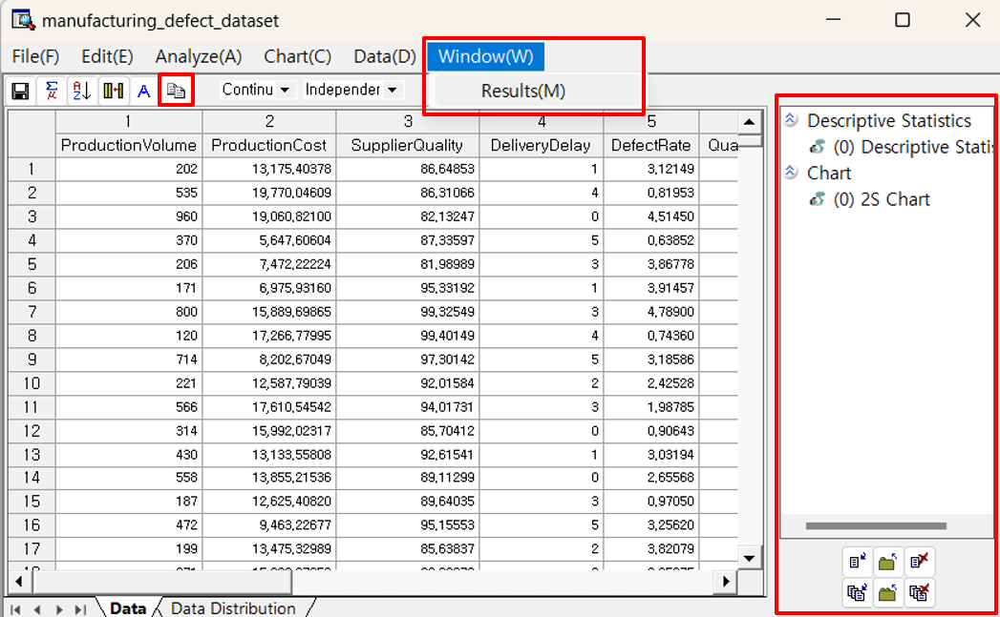 manufacturing_defect_dataset
File(F) Edit(E) Analyze(A) Chart(C) Data(D) Window(W)
Results(M)
Continu Independer
1 2 3 4 5
ProductionVolume ProductionCost SupplierQuality DeliveryDelay DefectRate Qua
1 202 13,175,40378 86,64853 1 3,12149
2 535 19,770,04609 86,31066 4 0,81953
3 960 19,060,82100 82,13247 0 4,51450
4 370 5,647,60604 87,33597 5 0,63852
5 206 7,472,22224 81,98989 3 3,86778
6 171 6,975,93160 95,33192 1 3,91457
7 800 15,889,69865 99,32549 3 4,78900
8 120 17,266,77995 99,40149 4 0,74360
9 714 8,202,67049 97,30142 5 3,18586
10 221 12,587,79039 92,01584 2 2,42528
11 566 17,610,54542 94,01731 3 1,98785
12 314 15,992,02317 85,70412 0 0,90643
13 430 13,133,55808 92,61541 1 3,03194
14 558 13,855,21536 89,11299 0 2,65568
15 187 12,625,40820 89,64035 3 0,97050
16 472 9,463,22677 95,15553 5 3,25620
17 199 13,475,32989 85,63837 2 3,82079
Data Data Distribution
Descriptive Statistics
(0) Descriptive Statis
Chart
(0) 2S Chart